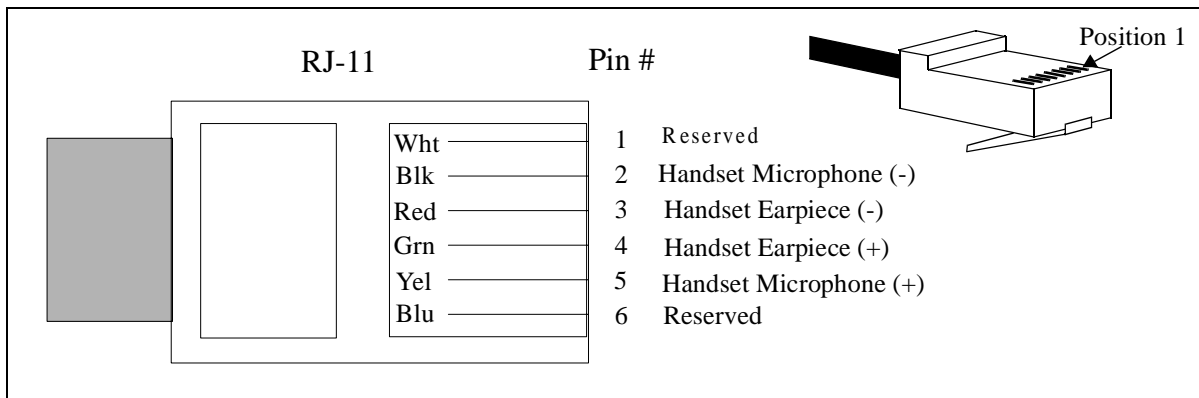 RJ-11 Pin # Position 1
Wht 1 Reserved
Blk 2 Handset Microphone (-)
Red 3 Handset Earpiece (-)
Grn 4 Handset Earpiece (+)
Yel 5 Handset Microphone (+)
Blu 6 Reserved